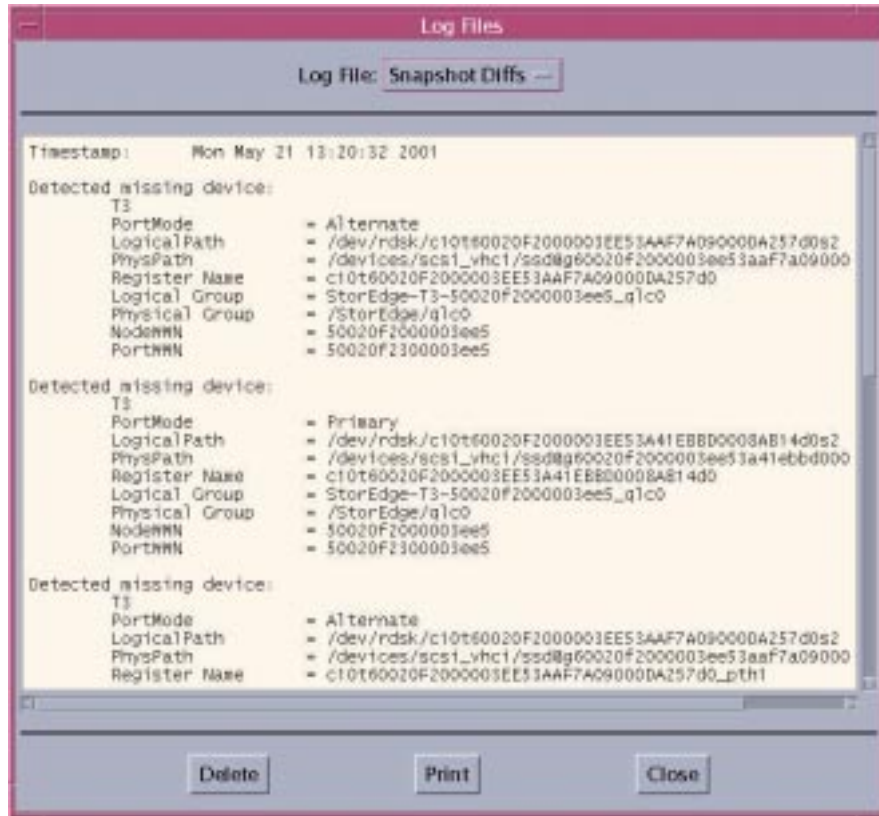 Log Files
Log File: Snapshot Diffs
Timestamp: Mon May 21 13:20:32 2001
Detected missing device:
T3
PortMode = Alternate
LogicalPath = /dev/rdsk/c10t60020F2000003EE53AAF7A09000DA257d0s2
PhysPath = /devices/scsi_vhci/ssd@g60020f2000003ee53aaf7a09000
Register Name = c10t60020F2000003EE53AAF7A09000DA257d0
Logical Group = StorEdge-T3-50020f2000003ee5_qlc0
Physical Group = /StorEdge/qlc0
NodeWWN = 50020f2000003ee5
PortWWN = 50020f2300003ee5
Detected missing device:
T3
PortMode = Primary
LogicalPath = /dev/rdsk/c10t60020F2000003EE53A41EBBD0008AB14d0s2
PhysPath = /devices/scsi_vhci/ssd@g60020f2000003ee53a41ebbd000
Register Name = c10t60020F2000003EE53A41EBBD0008AB14d0
Logical Group = StorEdge-T3-50020f2000003ee5_qlc0
Physical Group = /StorEdge/qlc0
NodeWWN = 50020f2000003ee5
PortWWN = 50020f2300003ee5
Detected missing device:
T3
PortMode = Alternate
LogicalPath = /dev/rdsk/c10t60020F2000003EE53AAF7A09000DA257d0s2
PhysPath = /devices/scsi_vhci/ssd@g60020f2000003ee53aaf7a09000
Register Name = c10t60020F2000003EE53AAF7A09000DA257d0_pth1
Delete Print Close